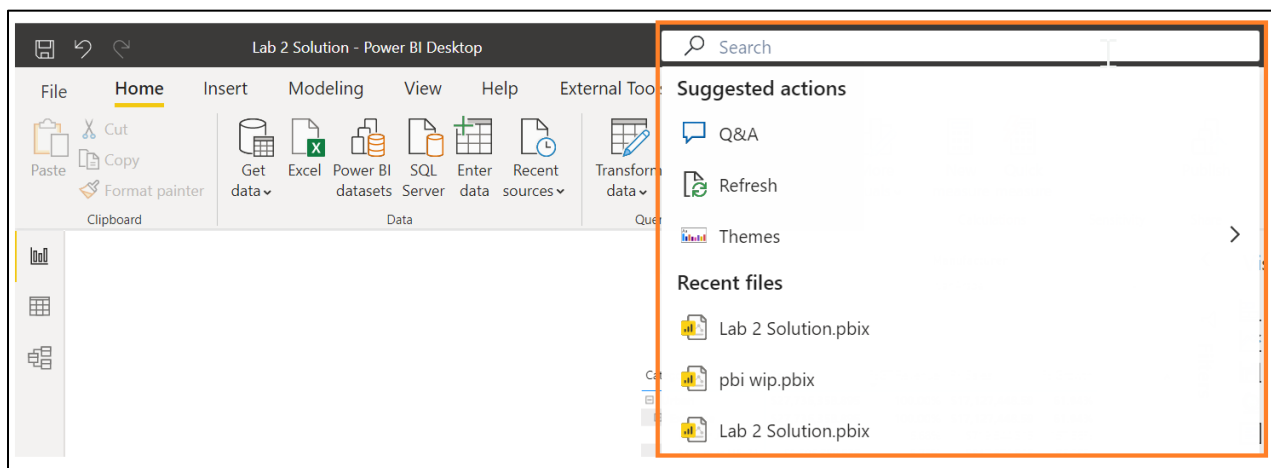 Lab 2 Solution - Power BI Desktop
Search
File Home Insert Modeling View Help External Tools
Suggested actions
Cut
Copy
Format painter
Paste
Get data
Excel
Power BI datasets
SQL Server
Enter data
Recent sources
Transform data
Clipboard
Data
Q&A
Refresh
Themes
Recent files
Lab 2 Solution.pbix
pbi wip.pbix
Lab 2 Solution.pbix